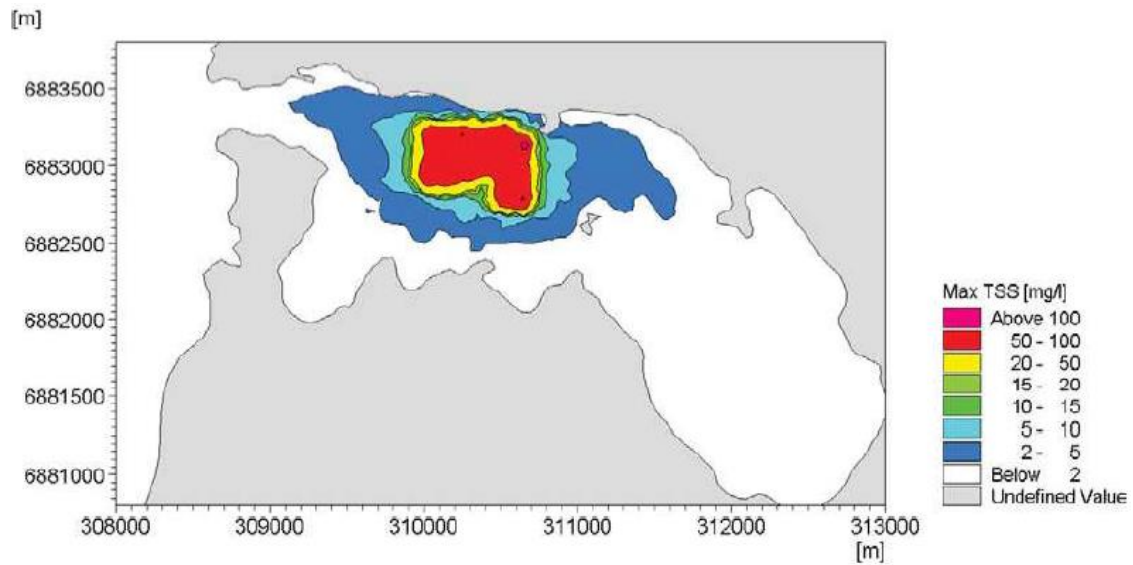 [m]
6883500
6883000
6882500
6882000
6881500
6881000
308000 309000 310000 311000 312000 313000
[m]
Max TSS [mg/l]
Above 100
50 - 100
20 - 50
15 - 20
10 - 15
5 - 10
2 - 5
Below 2
Undefined Value